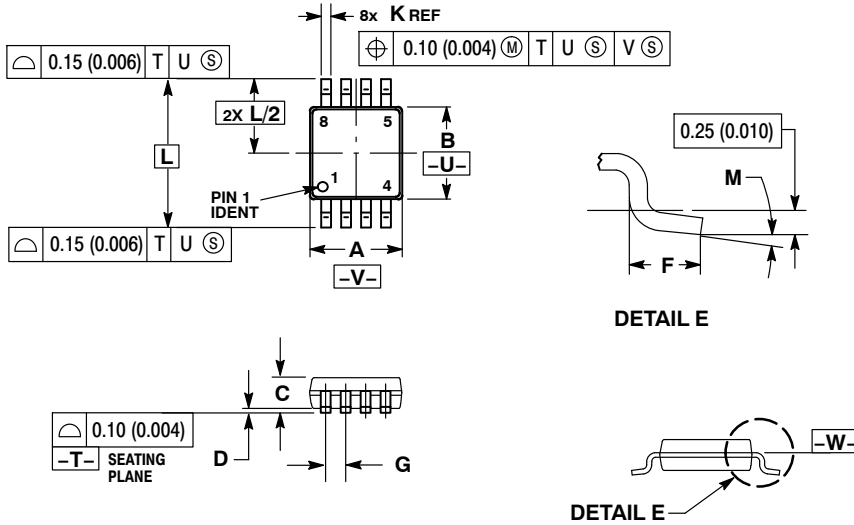 8x K REF
⌖ 0.10 (0.004) Ⓜ T U Ⓢ V Ⓢ
⌓ 0.15 (0.006) T U Ⓢ
2X L/2
8 5
B
-U-
L
1
4
PIN 1
IDENT
⌓ 0.15 (0.006) T U Ⓢ
A
-V-
0.25 (0.010)
M
F
DETAIL E
C
⌓ 0.10 (0.004)
-T- SEATING
PLANE
D
G
-W-
DETAIL E